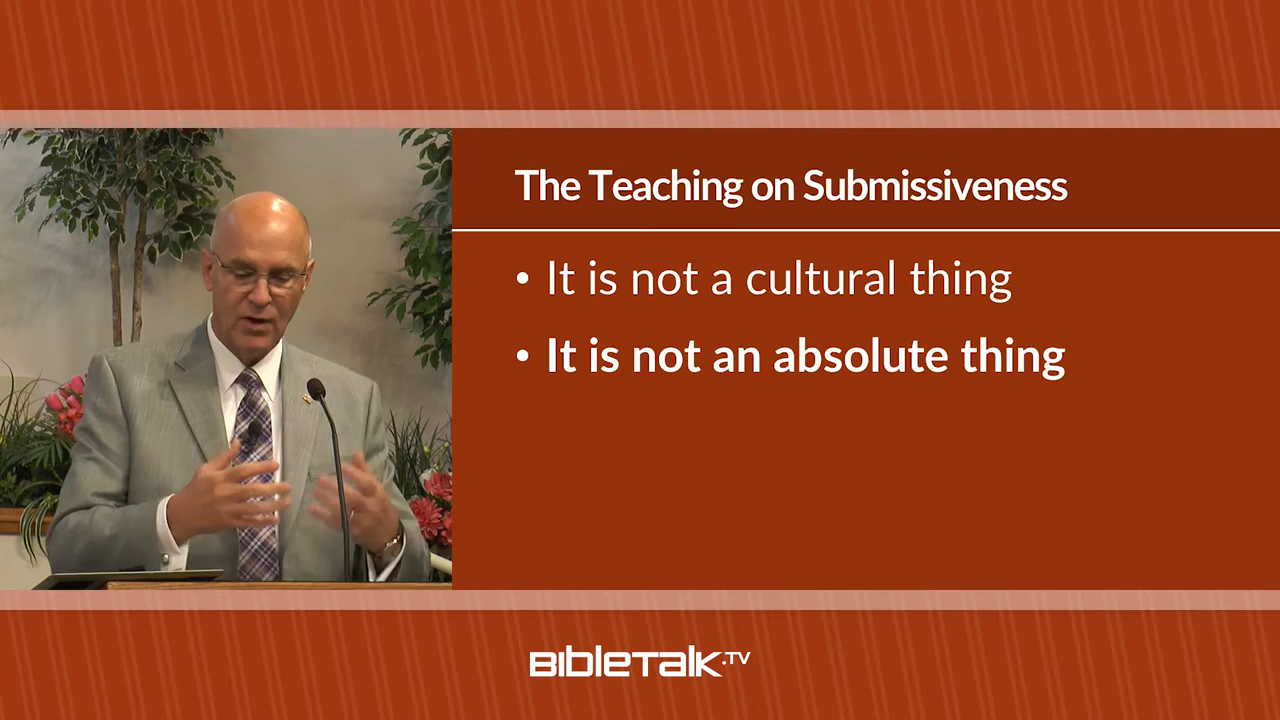 The Teaching on Submissiveness
• It is not a cultural thing
• It is not an absolute thing
BIBLETALK.TV